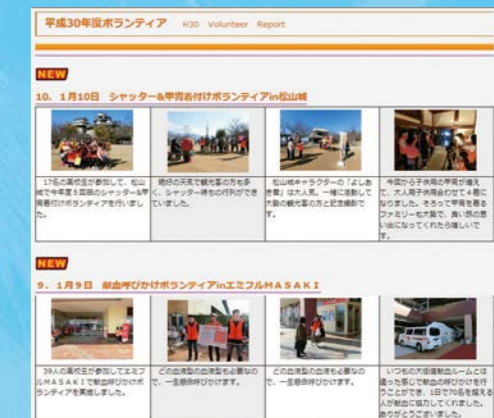 平成30年度ボランティア H30 Volunteer Report
NEW
10. 1月10日 シャッター&甲冑着付けボランティアin松山城
17名の高校生が参加して、松山
城で今年度5回目のシャッター&甲
冑着付けボランティアを行いまし
た。
絶好の天気で観光客の方も多
く、シャッター待ちの行列ができ
ていました。
松山城キャラクターの「よしあ
き君」は大人気。一緒に活動して
大勢の観光客の方と記念撮影で
す。
今回から子供用の甲冑が増え
て、大人用子供用合わせて4着に
なりました。そろって甲冑を着る
ファミリーも大勢で、良い旅の思
い出になってくれたら嬉しいで
す。
NEW
9. 1月9日 献血呼びかけボランティアinエミフルMASAKI
39人の高校生が参加してエミフ
ルMASAKIで献血呼びかけボ
ランティアを実施しました。
どの血液型の血液も必要なの
で、一生懸命呼びかけます。
どの血液型の血液も必要なの
で、一生懸命呼びかけます。
いつもの大街道献血ルームとは
違った感じで献血の呼びかけを行
うことができ、1日で70名を超える
人が献血に協力してくれました。
ありがとうございました。